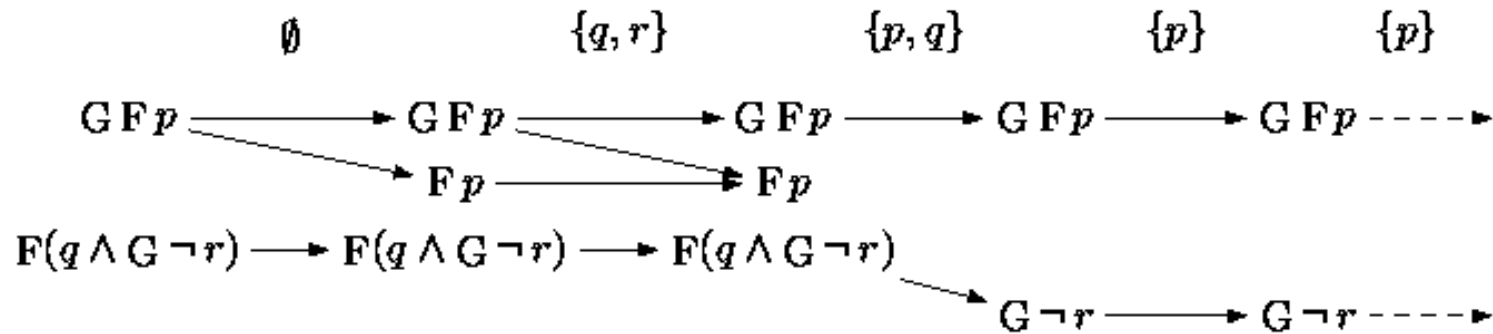 ∅ {q, r} {p, q} {p} {p}
G F p G F p G F p G F p G F p
F p F p
F(q ∧ G ¬ r) F(q ∧ G ¬ r) F(q ∧ G ¬ r)
G ¬ r G ¬ r